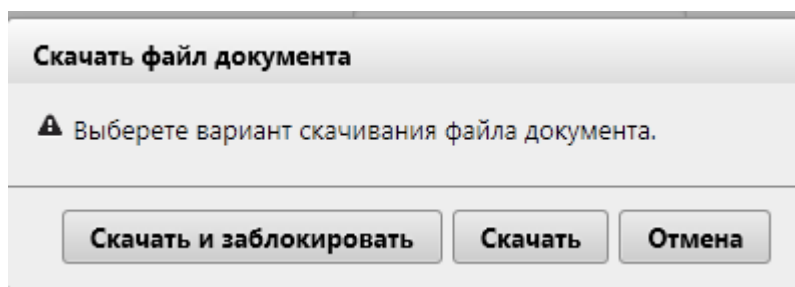 Скачать файл документа
Выберете вариант скачивания файла документа.
Скачать и заблокировать Скачать Отмена